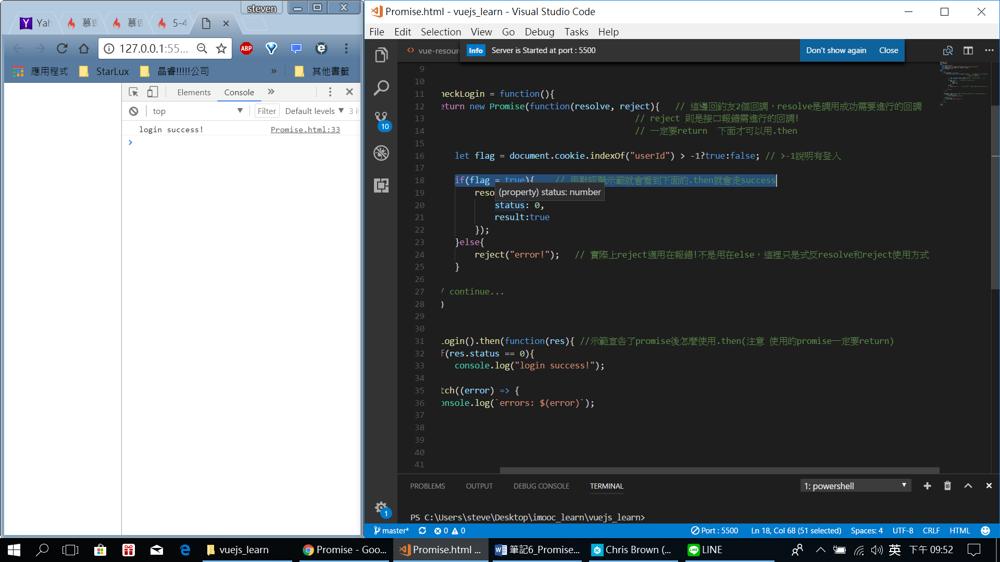 steven
Yah
慕課
慕課
5-4
127.0.0.1:55...
ABP
應用程式
StarLux
晶睿!!!!!公司
»
其他書籤
Elements
Console
»
top
Filter
Default levels
3 i
login success!
Promise.html:33
>
Promise.html - vuejs_learn - Visual Studio Code
File Edit Selection View Go Debug Tasks Help
vue-resour
Info Server is Started at port : 5500
Don't show again
Close
10
1
9
10
11 heckLogin = function(){
12 eturn new Promise(function(resolve, reject){ // 這邊回釣友2個回調，resolve是調用成功需要進行的回調
13 // reject 則是接口報錯需進行的回調!
14 // 一定要return 下面才可以用.then
15
16 let flag = document.cookie.indexOf("userId") > -1?true:false; // >-1說明有登入
17
18 if(flag = true){ // 用默認職示範就會看到下面的.then就會走success
19 reso
(property) status: number
20 status: 0,
21 result:true
22 });
23 }else{
24 reject("error!"); // 實際上reject適用在報錯!不是用在else，這裡只是式反resolve和reject使用方式
25 }
26
27 / continue...
28 )
29
30
31 Login().then(function(res){ //示範宣告了promise後怎麼使用.then(注意 使用的promise一定要return)
32 f(res.status == 0){
33 console.log("login success!");
34
35 tch((error) => {
36 onsole.log(`errors: $(error)`);
37
38
39
40
41
PROBLEMS OUTPUT DEBUG CONSOLE TERMINAL
1: powershell
PS C:\Users\steve\Desktop\imooc_learn\vuejs_learn>
master* 0 0
Port : 5500 Ln 18, Col 68 (51 selected) Spaces: 4 UTF-8 CRLF HTML
vuejs_learn
Promise - Goo...
Promise.html ...
筆記6_Promise...
Chris Brown (...
LINE
英
下午 09:52